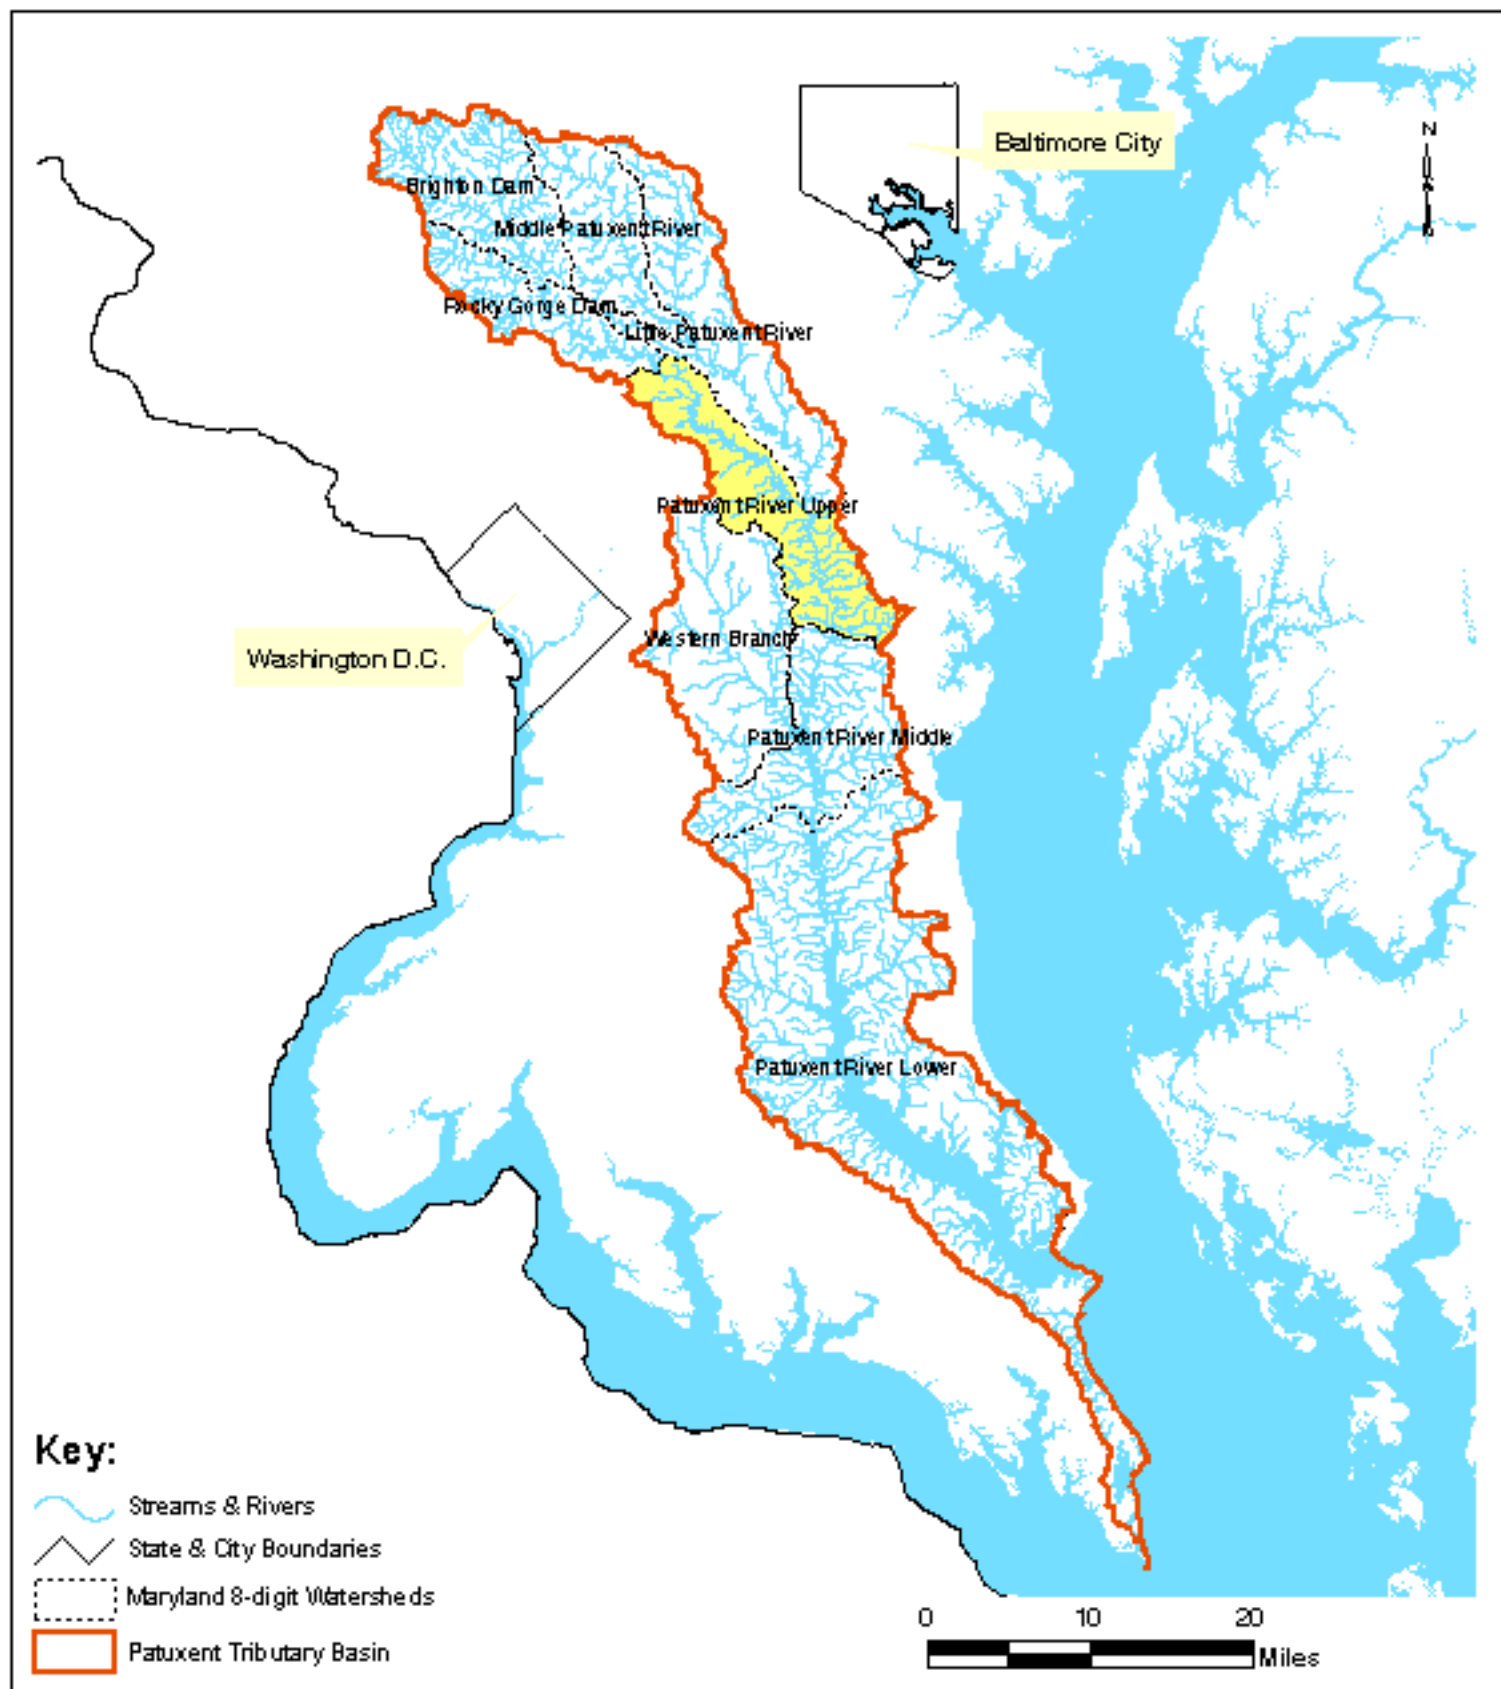 N
Baltimore City
Brighton Dam
Middle Patuxent River
Rocky Gorge Dam
Little Patuxent River
Patuxent River Upper
Western Branch
Washington D.C.
Patuxent River Middle
Patuxent River Lower
Key:
Streams & Rivers
State & City Boundaries
Maryland 8-digit Watersheds
Patuxent Tributary Basin
0 10 20
Miles